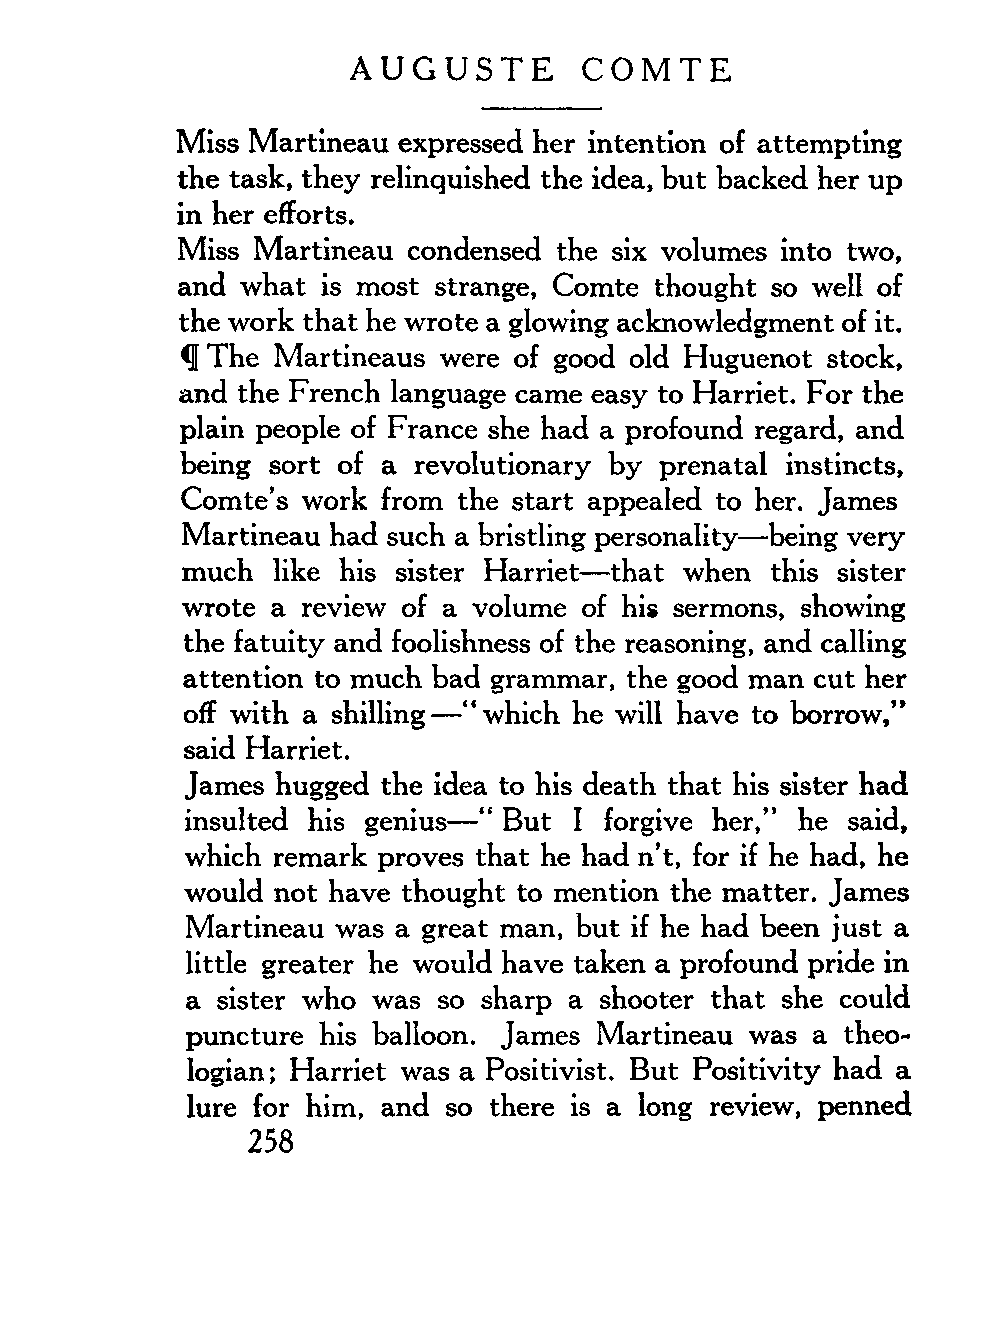 AUGUSTE COMTE
Miss Martineau expressed her intention of attempting
the task, they relinquished the idea, but backed her up
in her efforts.
Miss Martineau condensed the six volumes into two,
and what is most strange, Comte thought so well of
the work that he wrote a glowing acknowledgment of it.
¶ The Martineaus were of good old Huguenot stock,
and the French language came easy to Harriet. For the
plain people of France she had a profound regard, and
being sort of a revolutionary by prenatal instincts,
Comte's work from the start appealed to her. James
Martineau had such a bristling personality—being very
much like his sister Harriet—that when this sister
wrote a review of a volume of his sermons, showing
the fatuity and foolishness of the reasoning, and calling
attention to much bad grammar, the good man cut her
off with a shilling—“which he will have to borrow,”
said Harriet.
James hugged the idea to his death that his sister had
insulted his genius—“But I forgive her,” he said,
which remark proves that he had n't, for if he had, he
would not have thought to mention the matter. James
Martineau was a great man, but if he had been just a
little greater he would have taken a profound pride in
a sister who was so sharp a shooter that she could
puncture his balloon. James Martineau was a theo-
logian; Harriet was a Positivist. But Positivity had a
lure for him, and so there is a long review, penned
258